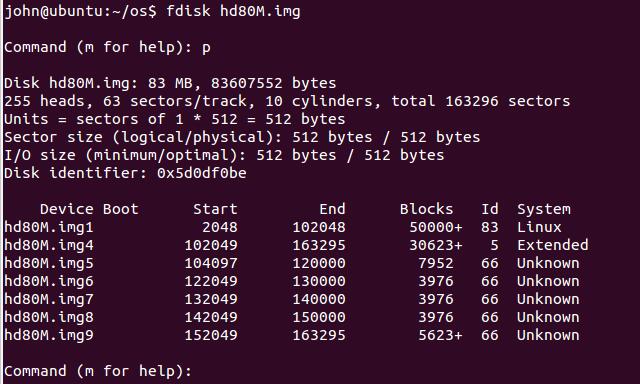 john@ubuntu:~/os$ fdisk hd80M.img
Command (m for help): p
Disk hd80M.img: 83 MB, 83607552 bytes
255 heads, 63 sectors/track, 10 cylinders, total 163296 sectors
Units = sectors of 1 * 512 = 512 bytes
Sector size (logical/physical): 512 bytes / 512 bytes
I/O size (minimum/optimal): 512 bytes / 512 bytes
Disk identifier: 0x5d0df0be
Device Boot      Start         End      Blocks   Id  System
hd80M.img1            2048      102048       50000+  83  Linux
hd80M.img4          102049      163295       30623+   5  Extended
hd80M.img5          104097      120000        7952   66  Unknown
hd80M.img6          122049      130000        3976   66  Unknown
hd80M.img7          132049      140000        3976   66  Unknown
hd80M.img8          142049      150000        3976   66  Unknown
hd80M.img9          152049      163295        5623+  66  Unknown
Command (m for help):